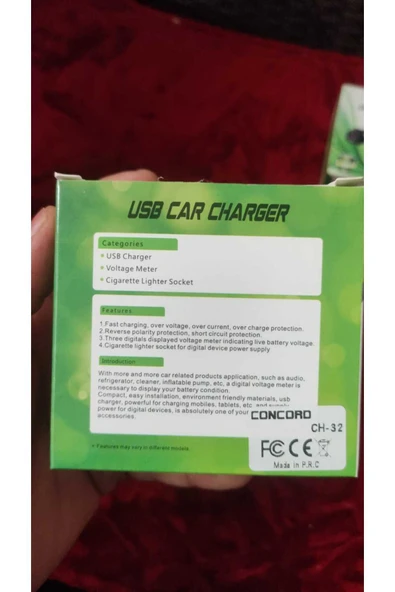 USB CAR CHARGER
Categories
USB Charger
Voltage Meter
Cigarette Lighter Socket
Features
1.Fast charging, over voltage, over current, over charge protection.
2.Reverse polarity protection, short circuit protection.
3.Three digitals displayed voltage meter indicating live battery voltage.
4.Cigarette lighter socket for digital device power supply
Introduction
With more and more car related products application, such as audio,
refrigerator, cleaner, inflatable pump, etc, a digital voltage meter is
necessary to display your battery condition.
Compact, easy installation, environment friendly materials, usb
charger, powerful for charging mobiles, tablets, etc, and supply
power for digital devices, is absolutely one of your
accessories.
CONCORD
CH-32
FC CE
Made in P.R.C
Features may vary in different models.